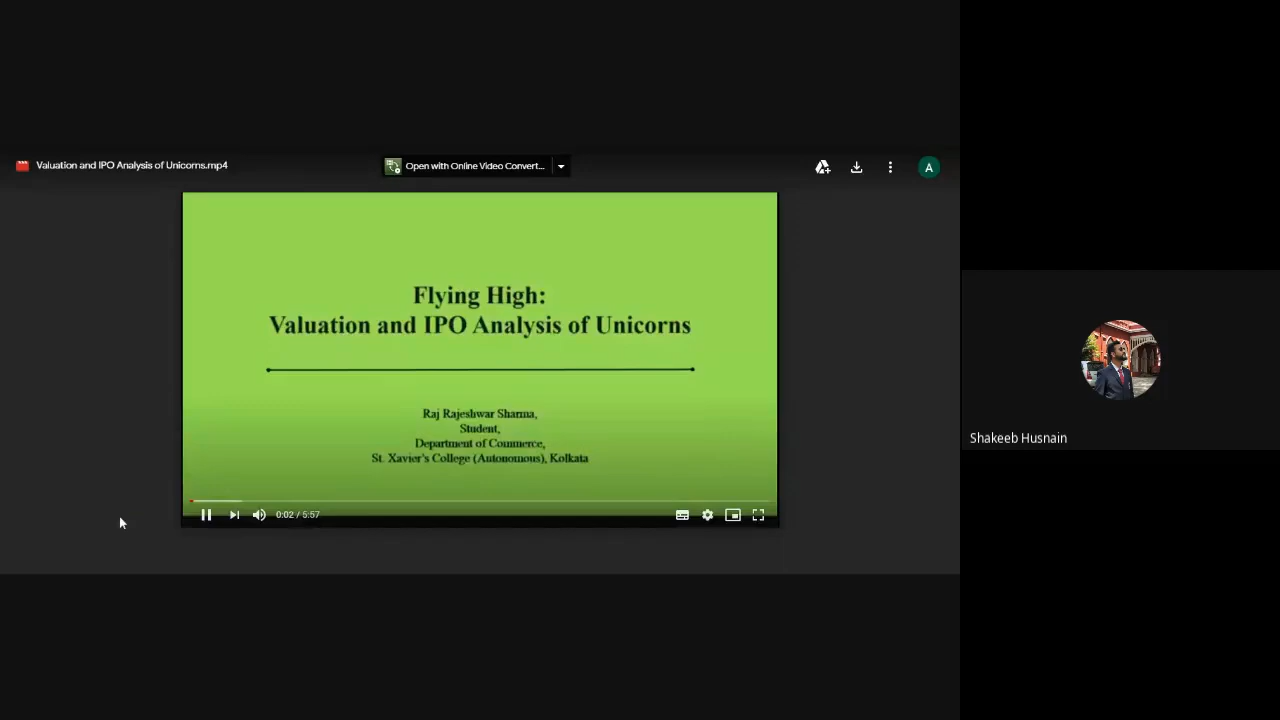 Valuation and IPO Analysis of Unicorns.mp4
Open with Online Video Convert...
A
Flying High:
Valuation and IPO Analysis of Unicorns
Raj Rajeshwar Sharma,
Student,
Department of Commerce,
St. Xavier's College (Autonomous), Kolkata
0:02 / 5:57
Shakeeb Husnain